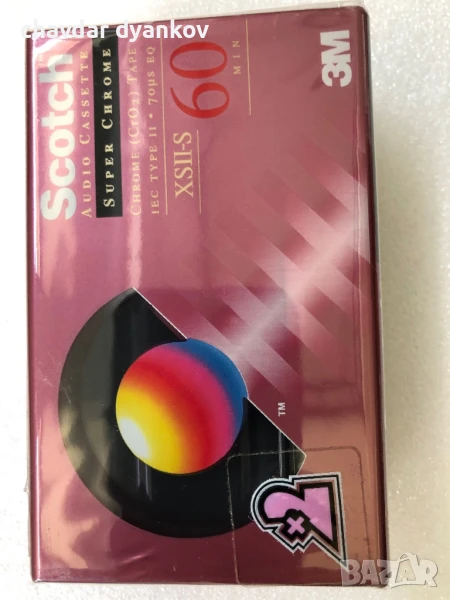 chavdar dyankov
Scotch
AUDIO CASSETTE
SUPER CHROME
CHROME (CrO2) TAPE
IEC TYPE II • 70µs EQ
XSII-S
60
MIN
3M
TM
×2
BAZAR